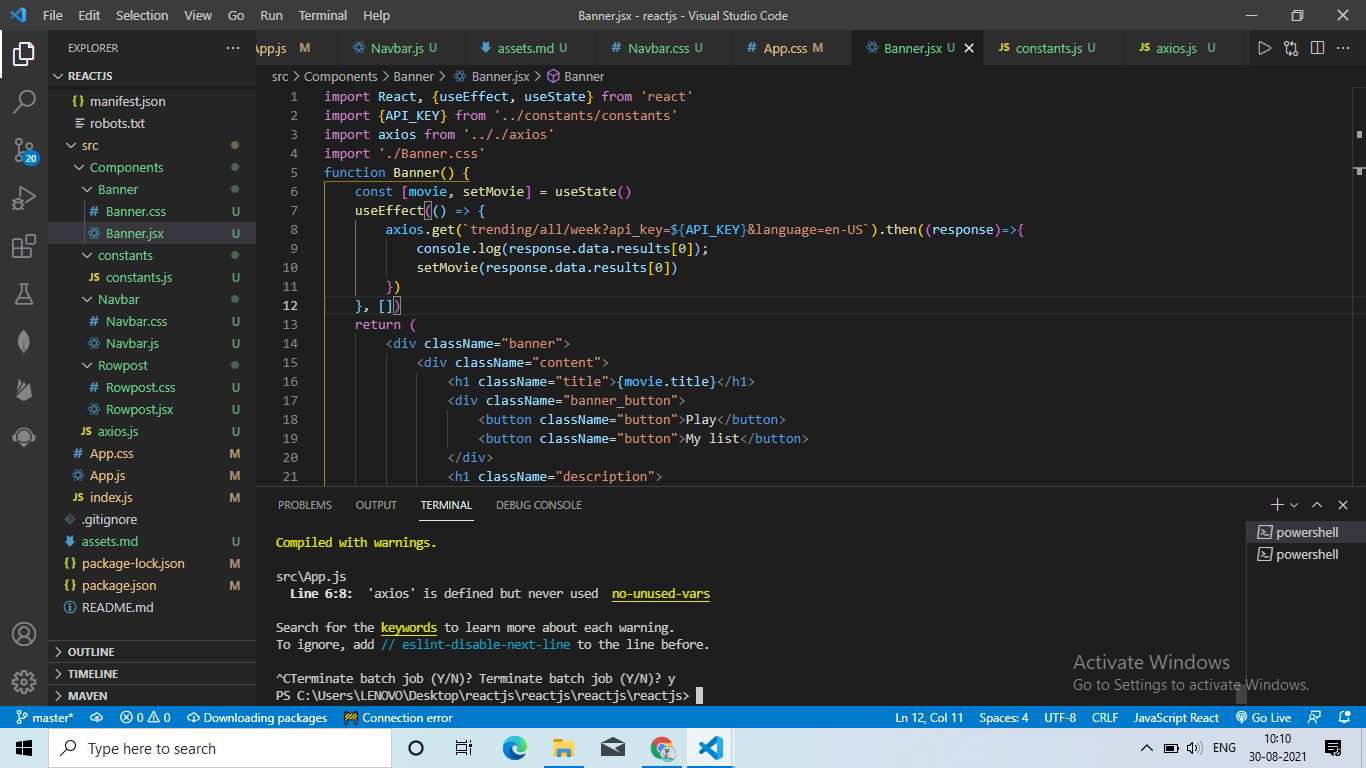 File Edit Selection View Go Run Terminal Help Banner.jsx - reactjs - Visual Studio Code
EXPLORER
App.js M Navbar.js U assets.md U # Navbar.css U # App.css M Banner.jsx U JS constants.js U JS axios.js U
REACTJS
src > Components > Banner > Banner.jsx > Banner
{} manifest.json
robots.txt
src
Components
Banner
# Banner.css U
Banner.jsx U
constants
JS constants.js U
Navbar
# Navbar.css U
Navbar.js U
Rowpost
# Rowpost.css U
Rowpost.jsx U
JS axios.js U
# App.css M
App.js M
JS index.js M
.gitignore
assets.md U
{} package-lock.json M
{} package.json M
README.md
OUTLINE
TIMELINE
MAVEN
20
1 import React, {useEffect, useState} from 'react'
2 import {API_KEY} from '../constants/constants'
3 import axios from '.././axios'
4 import './Banner.css'
5 function Banner() {
6 const [movie, setMovie] = useState()
7 useEffect(() => {
8 axios.get(`trending/all/week?api_key=${API_KEY}&language=en-US`).then((response)=>{
9 console.log(response.data.results[0]);
10 setMovie(response.data.results[0])
11 })
12 }, [])
13 return (
14 <div className="banner">
15 <div className="content">
16 <h1 className="title">{movie.title}</h1>
17 <div className="banner_button">
18 <button className="button">Play</button>
19 <button className="button">My list</button>
20 </div>
21 <h1 className="description">
PROBLEMS OUTPUT TERMINAL DEBUG CONSOLE
powershell
powershell
Compiled with warnings.
src\App.js
Line 6:8: 'axios' is defined but never used no-unused-vars
Search for the keywords to learn more about each warning.
To ignore, add // eslint-disable-next-line to the line before.
^CTerminate batch job (Y/N)? Terminate batch job (Y/N)? y
PS C:\Users\LENOVO\Desktop\reactjs\reactjs\reactjs\reactjs>
Activate Windows
Go to Settings to activate Windows.
master* 0 0 Downloading packages Connection error Ln 12, Col 11 Spaces: 4 UTF-8 CRLF JavaScript React Go Live
Type here to search
ENG
10:10
30-08-2021